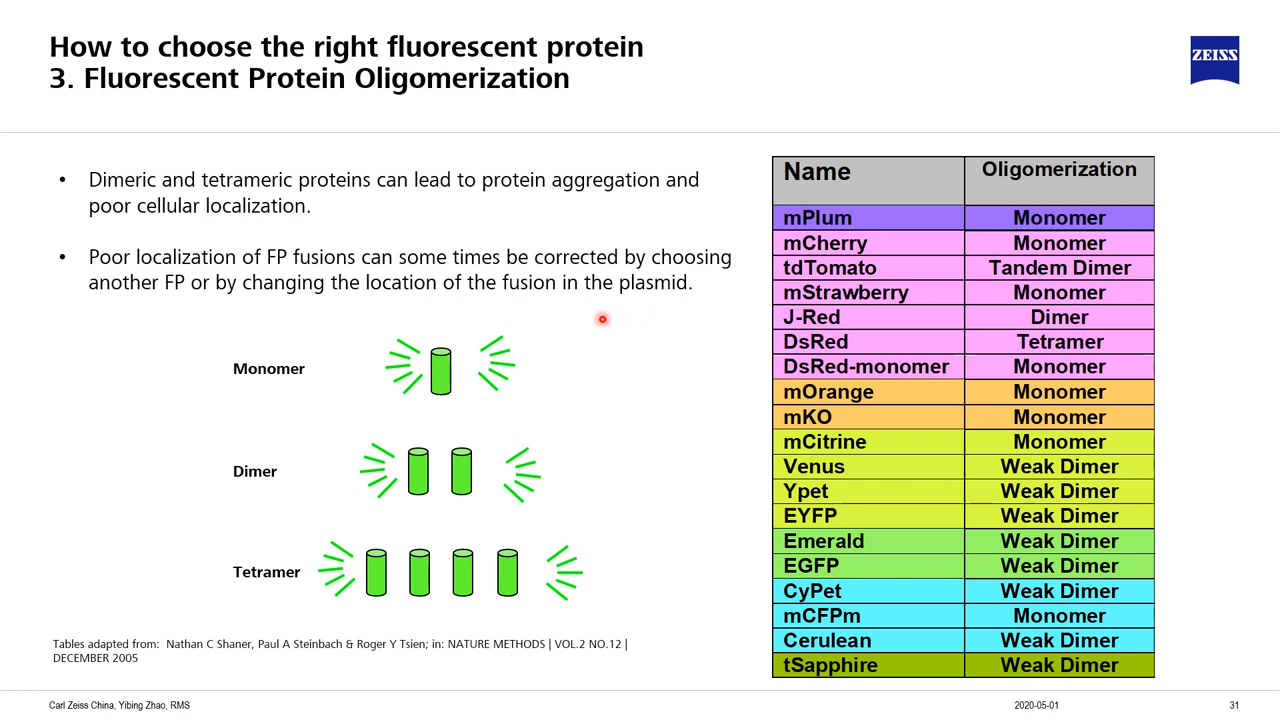 How to choose the right fluorescent protein
3. Fluorescent Protein Oligomerization
ZEISS
• Dimeric and tetrameric proteins can lead to protein aggregation and
poor cellular localization.
• Poor localization of FP fusions can some times be corrected by choosing
another FP or by changing the location of the fusion in the plasmid.
Monomer
Dimer
Tetramer
Tables adapted from: Nathan C Shaner, Paul A Steinbach & Roger Y Tsien; in: NATURE METHODS | VOL.2 NO.12 |
DECEMBER 2005
Name Oligomerization
mPlum Monomer
mCherry Monomer
tdTomato Tandem Dimer
mStrawberry Monomer
J-Red Dimer
DsRed Tetramer
DsRed-monomer Monomer
mOrange Monomer
mKO Monomer
mCitrine Monomer
Venus Weak Dimer
Ypet Weak Dimer
EYFP Weak Dimer
Emerald Weak Dimer
EGFP Weak Dimer
CyPet Weak Dimer
mCFPm Monomer
Cerulean Weak Dimer
tSapphire Weak Dimer
Carl Zeiss China, Yibing Zhao, RMS
2020-05-01
31